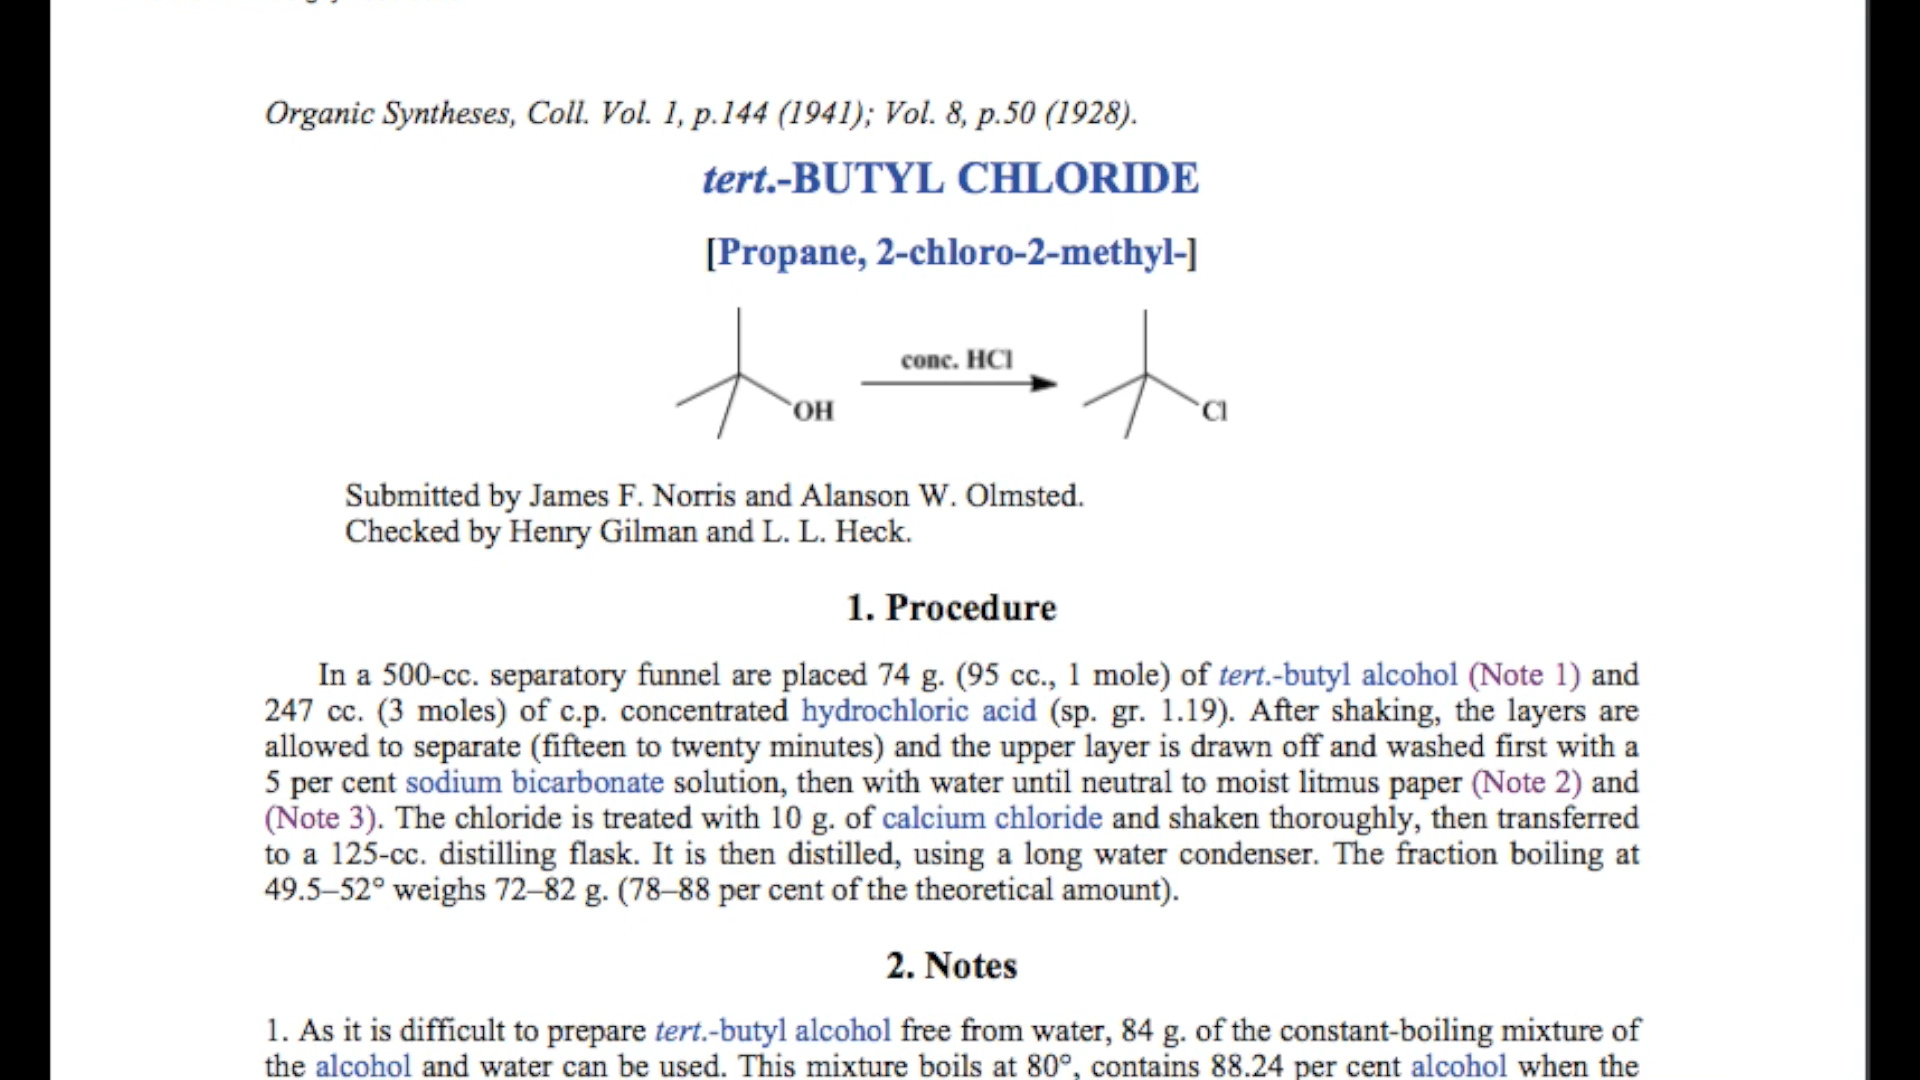 Organic Syntheses, Coll. Vol. 1, p.144 (1941); Vol. 8, p.50 (1928).
tert.-BUTYL CHLORIDE
[Propane, 2-chloro-2-methyl-]
conc. HCl
OH
Cl
Submitted by James F. Norris and Alanson W. Olmsted.
Checked by Henry Gilman and L. L. Heck.
1. Procedure
In a 500-cc. separatory funnel are placed 74 g. (95 cc., 1 mole) of tert.-butyl alcohol (Note 1) and
247 cc. (3 moles) of c.p. concentrated hydrochloric acid (sp. gr. 1.19). After shaking, the layers are
allowed to separate (fifteen to twenty minutes) and the upper layer is drawn off and washed first with a
5 per cent sodium bicarbonate solution, then with water until neutral to moist litmus paper (Note 2) and
(Note 3). The chloride is treated with 10 g. of calcium chloride and shaken thoroughly, then transferred
to a 125-cc. distilling flask. It is then distilled, using a long water condenser. The fraction boiling at
49.5–52° weighs 72–82 g. (78–88 per cent of the theoretical amount).
2. Notes
1. As it is difficult to prepare tert.-butyl alcohol free from water, 84 g. of the constant-boiling mixture of
the alcohol and water can be used. This mixture boils at 80°, contains 88.24 per cent alcohol when the